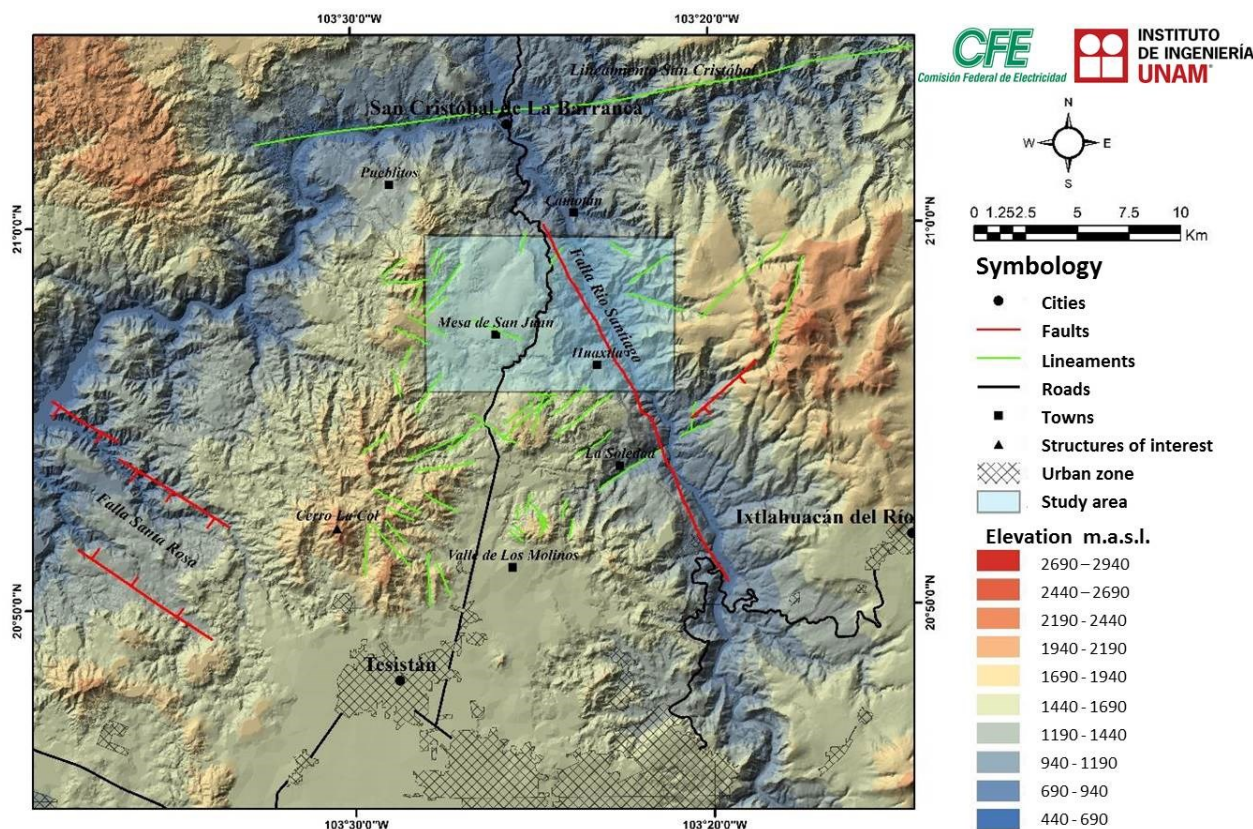 103°30'0"W
103°20'0"W
Lineamento San Cristóbal
San Cristóbal de La Barranca
Pueblitos
Camotán
21°0'0"N
21°0'0"N
Falla Río Santiago
Mesa de San Juan
Huaxtla
La Soledad
Cerro La Col
Falla Santa Rosa
Ixtlahuacán del Río
Valle de Los Molinos
20°50'0"N
20°50'0"N
Tesistán
103°30'0"W
103°20'0"W
CFE
Comisión Federal de Electricidad
INSTITUTO
DE INGENIERÍA
UNAM
N
W
E
S
0 1.252.5 5 7.5 10
Km
Symbology
Cities
Faults
Lineaments
Roads
Towns
Structures of interest
Urban zone
Study area
Elevation m.a.s.l.
2690 – 2940
2440 – 2690
2190 - 2440
1940 - 2190
1690 - 1940
1440 - 1690
1190 - 1440
940 - 1190
690 - 940
440 - 690